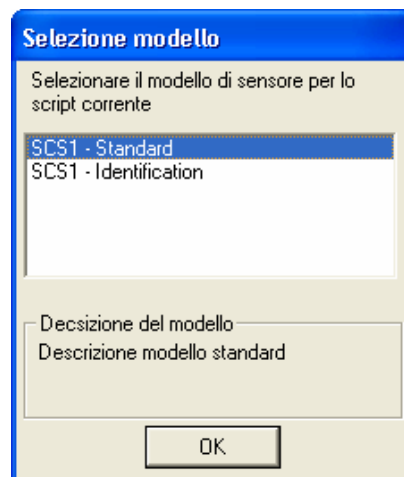 Selezione modello
Selezionare il modello di sensore per lo
script corrente
SCS1 - Standard
SCS1 - Identification
Decsizione del modello
Descrizione modello standard
OK